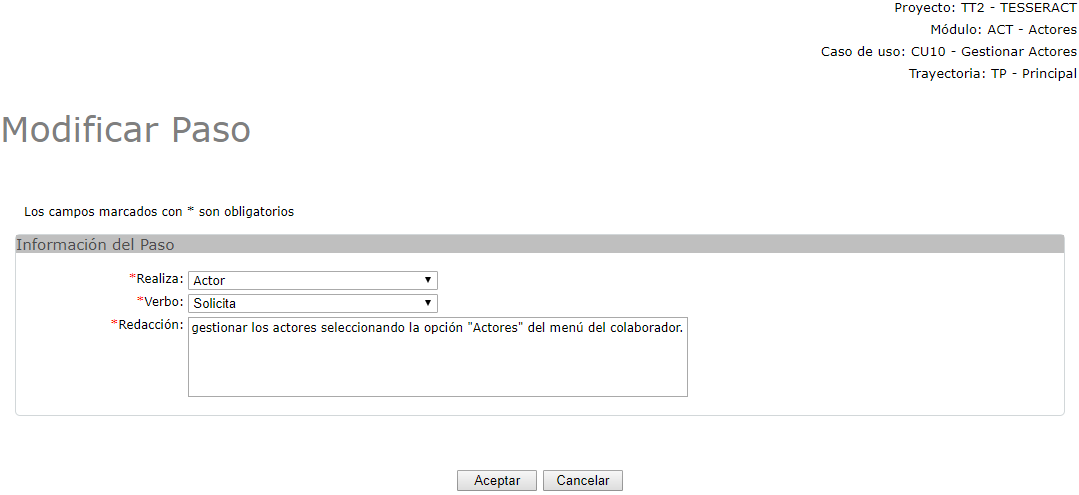 Proyecto: TT2 - TESSERACT
Módulo: ACT - Actores
Caso de uso: CU10 - Gestionar Actores
Trayectoria: TP - Principal
Modificar Paso
Los campos marcados con * son obligatorios
Información del Paso
*Realiza: Actor
*Verbo: Solicita
*Redacción: gestionar los actores seleccionando la opción "Actores" del menú del colaborador.
Aceptar Cancelar